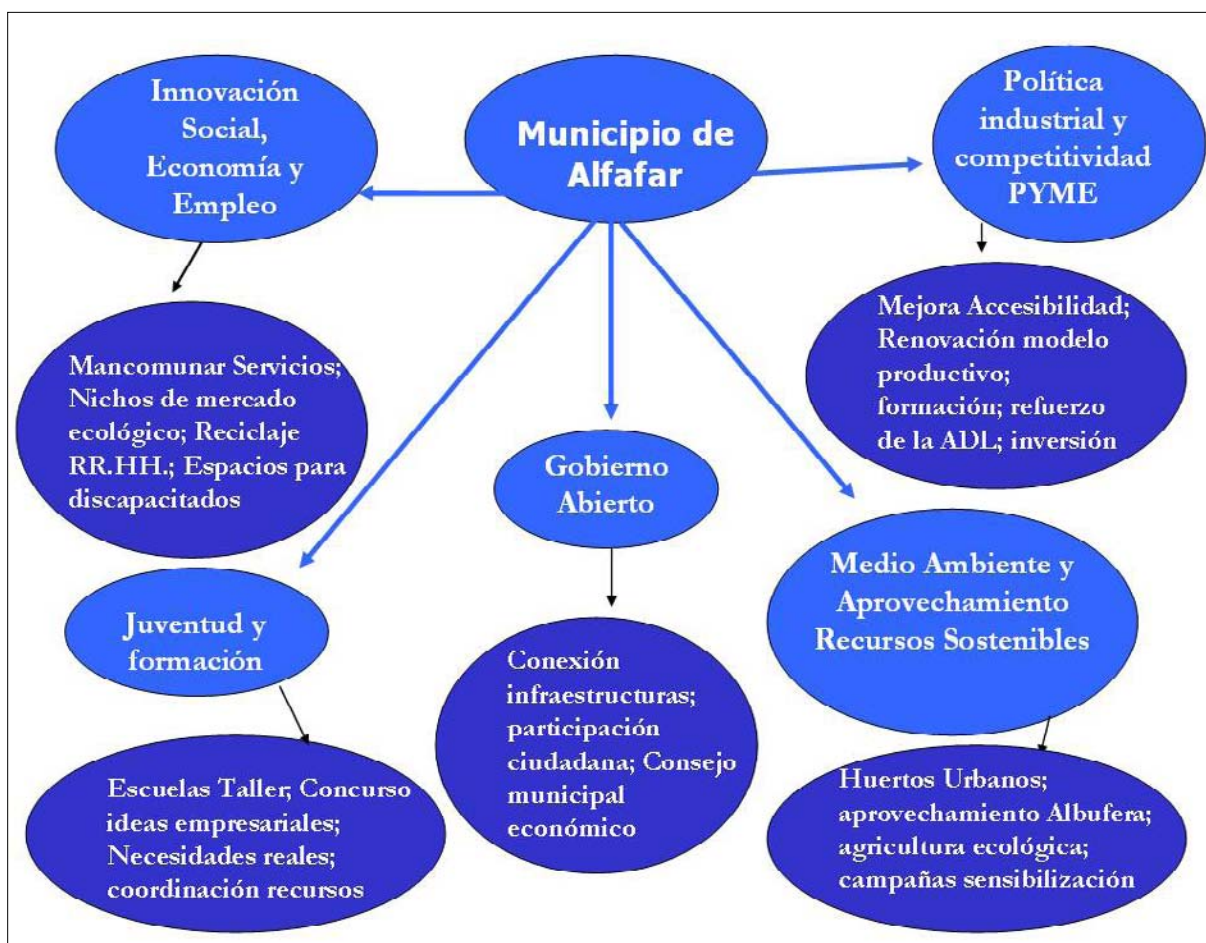 Municipio de
Alfafar
Innovación
Social,
Economía y
Empleo
Política
industrial y
competitividad
PYME
Mancomunar Servicios;
Nichos de mercado
ecológico; Reciclaje
RR.HH.; Espacios para
discapacitados
Mejora Accesibilidad;
Renovación modelo
productivo;
formación; refuerzo
de la ADL; inversión
Gobierno
Abierto
Juventud y
formación
Medio Ambiente y
Aprovechamiento
Recursos Sostenibles
Escuelas Taller; Concurso
ideas empresariales;
Necesidades reales;
coordinación recursos
Conexión
infraestructuras;
participación
ciudadana; Consejo
municipal
económico
Huertos Urbanos;
aprovechamiento Albufera;
agricultura ecológica;
campañas sensibilización